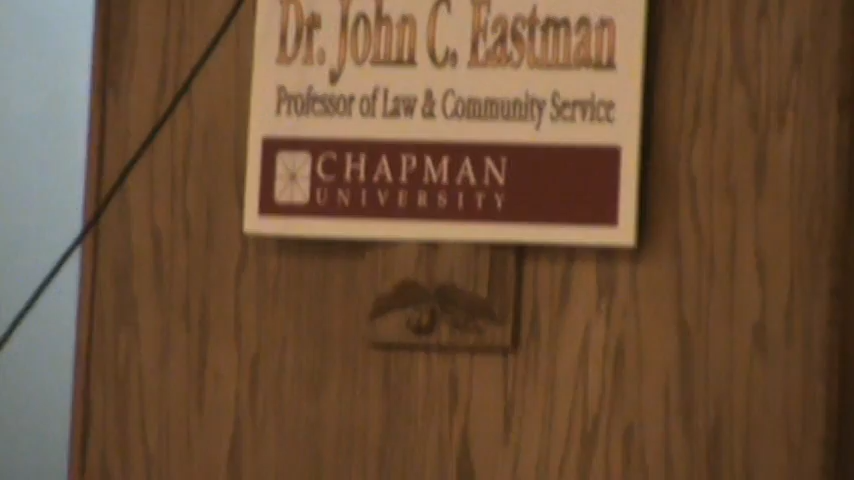 Dr. John C. Eastman
Professor of Law & Community Service
CHAPMAN
UNIVERSITY